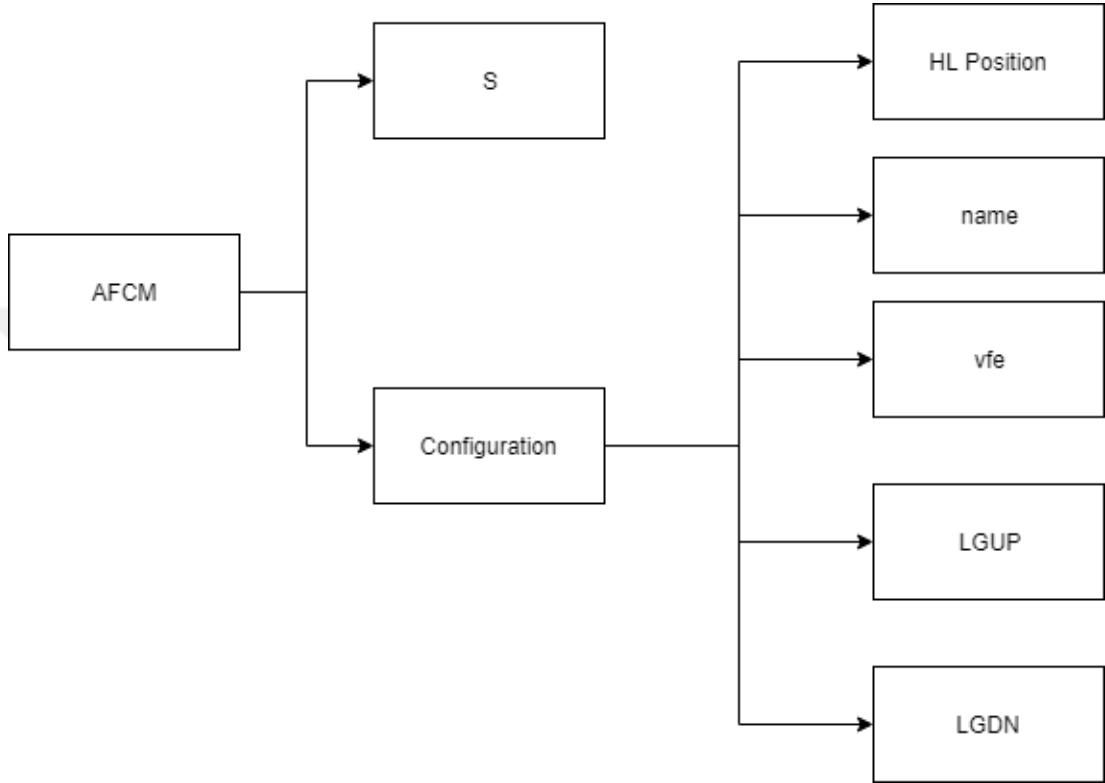 AFCM
S
Configuration
HL Position
name
vfe
LGUP
LGDN